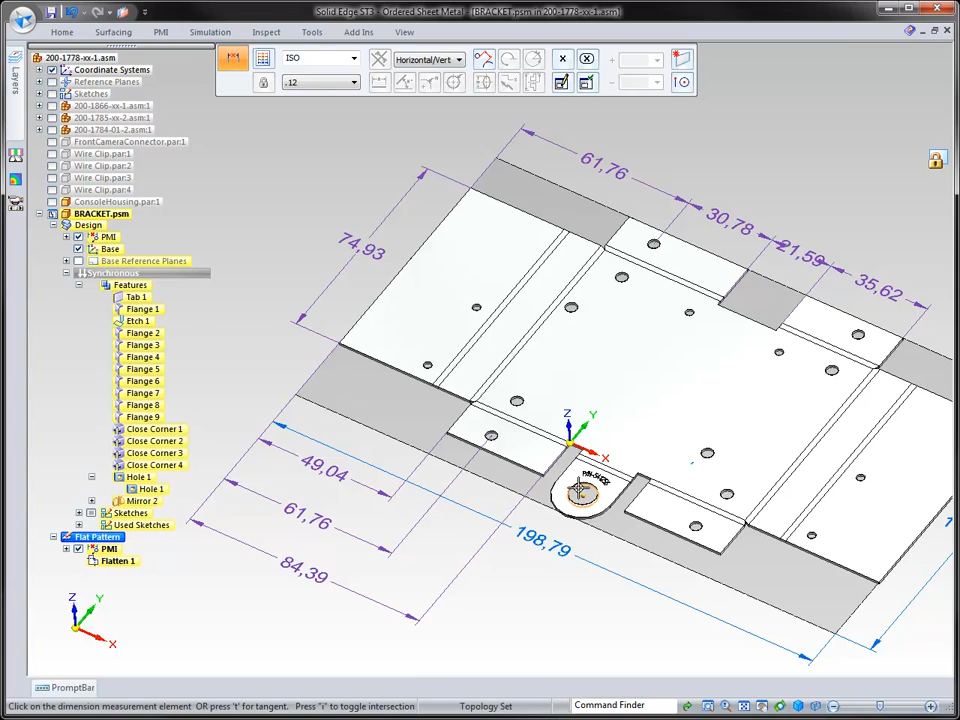 Solid Edge ST3 - Ordered Sheet Metal - [BRACKET.psm in 200-1778-xx-1.asm]
Home Surfacing PMI Simulation Inspect Tools Add Ins View
Layers
ISO
.12
Horizontal/Vert
200-1778-xx-1.asm
Coordinate Systems
Reference Planes
Sketches
200-1866-xx-1.asm:1
200-1785-xx-2.asm:1
200-1784-01-2.asm:1
FrontCameraConnector.par:1
Wire Clip.par:1
Wire Clip.par:2
Wire Clip.par:3
Wire Clip.par:4
ConsoleHousing.par:1
BRACKET.psm
Design
PMI
Base
Base Reference Planes
Synchronous
Features
Tab 1
Flange 1
Etch 1
Flange 2
Flange 3
Flange 4
Flange 5
Flange 6
Flange 7
Flange 8
Flange 9
Close Corner 1
Close Corner 2
Close Corner 3
Close Corner 4
Hole 1
Hole 1
Mirror 2
Sketches
Used Sketches
Flat Pattern
PMI
Flatten 1
61,76
30,78
21,59
35,62
74,93
49,04
61,76
84,39
198,79
Z
Y
X
Z
Y
X
PromptBar
Click on the dimension measurement element OR press 't' for tangent. Press "i" to toggle intersection
Topology Set
Command Finder